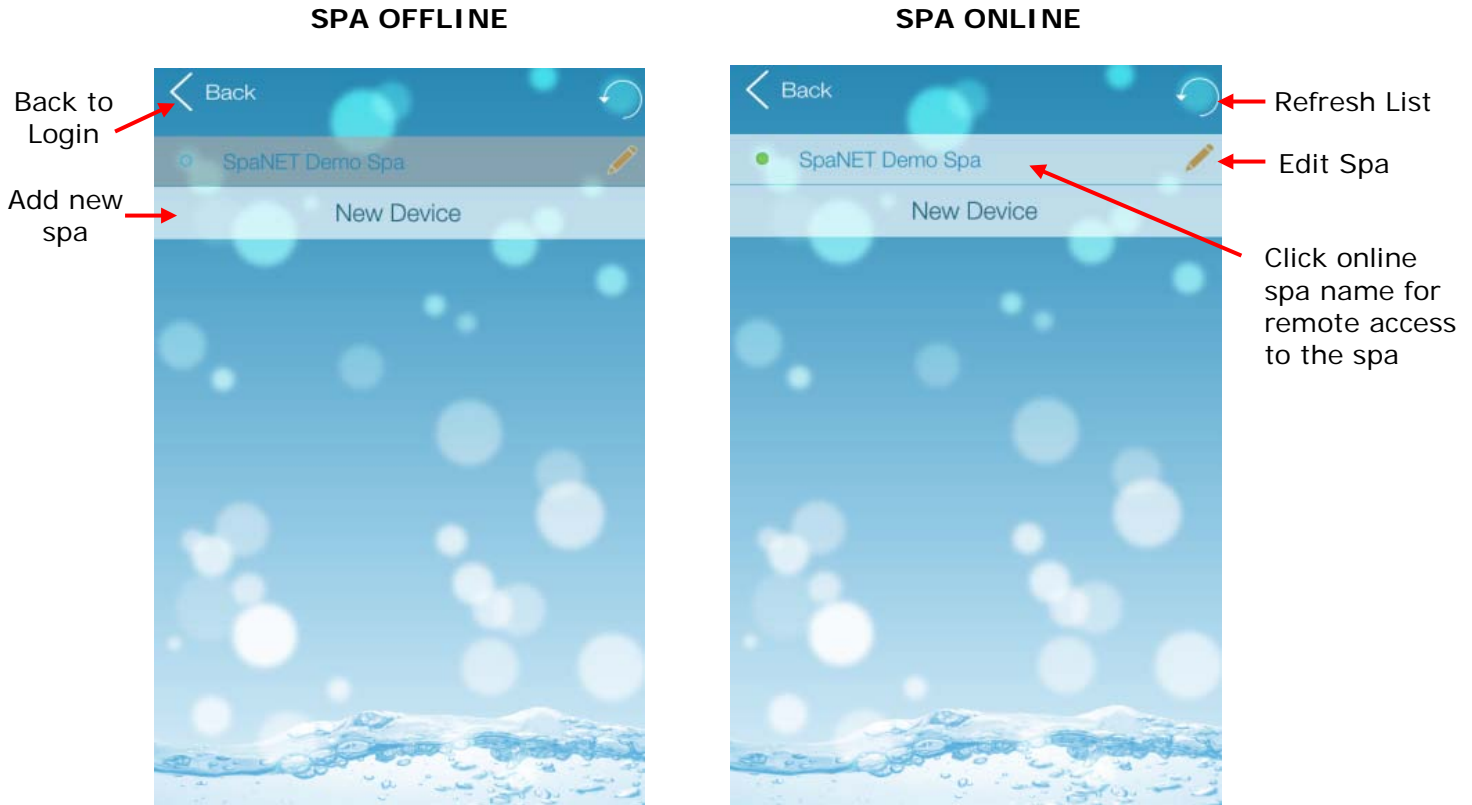 SPA OFFLINE
SPA ONLINE
Back
Back
Back to
Login
Refresh List
SpaNET Demo Spa
SpaNET Demo Spa
Edit Spa
Add new
spa
New Device
New Device
Click online
spa name for
remote access
to the spa